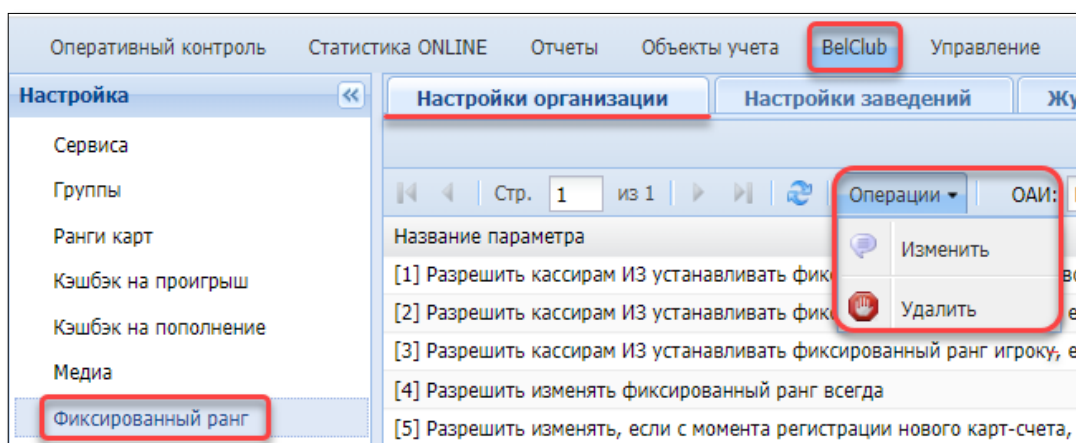 Оперативный контроль Статистика ONLINE Отчеты Объекты учета BelClub Управление
Настройка
Настройки организации Настройки заведений
Сервиса
Группы
Ранги карт
Кэшбэк на проигрыш
Кэшбэк на пополнение
Медиа
Фиксированный ранг
Стр. 1 из 1 Операции ОАИ:
Изменить
Удалить
Название параметра
[1] Разрешить кассирам ИЗ устанавливать
[2] Разрешить кассирам ИЗ устанавливать
[3] Разрешить кассирам ИЗ устанавливать фиксированный ранг игроку,
[4] Разрешить изменять фиксированный ранг всегда
[5] Разрешить изменять, если с момента регистрации нового карт-счета,